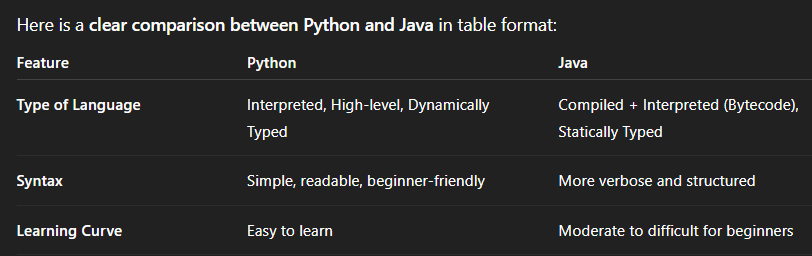 Here is a clear comparison between Python and Java in table format:
Feature Python Java
Type of Language Interpreted, High-level, Dynamically Compiled + Interpreted (Bytecode),
Typed Statically Typed
Syntax Simple, readable, beginner-friendly More verbose and structured
Learning Curve Easy to learn Moderate to difficult for beginners